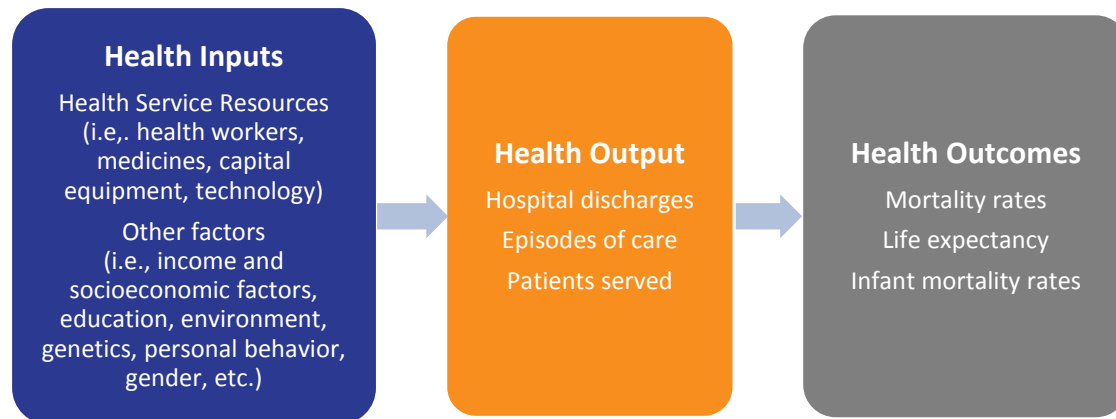 Health Inputs
Health Service Resources
(i.e,. health workers,
medicines, capital
equipment, technology)
Other factors
(i.e., income and
socioeconomic factors,
education, environment,
genetics, personal behavior,
gender, etc.)
Health Output
Hospital discharges
Episodes of care
Patients served
Health Outcomes
Mortality rates
Life expectancy
Infant mortality rates